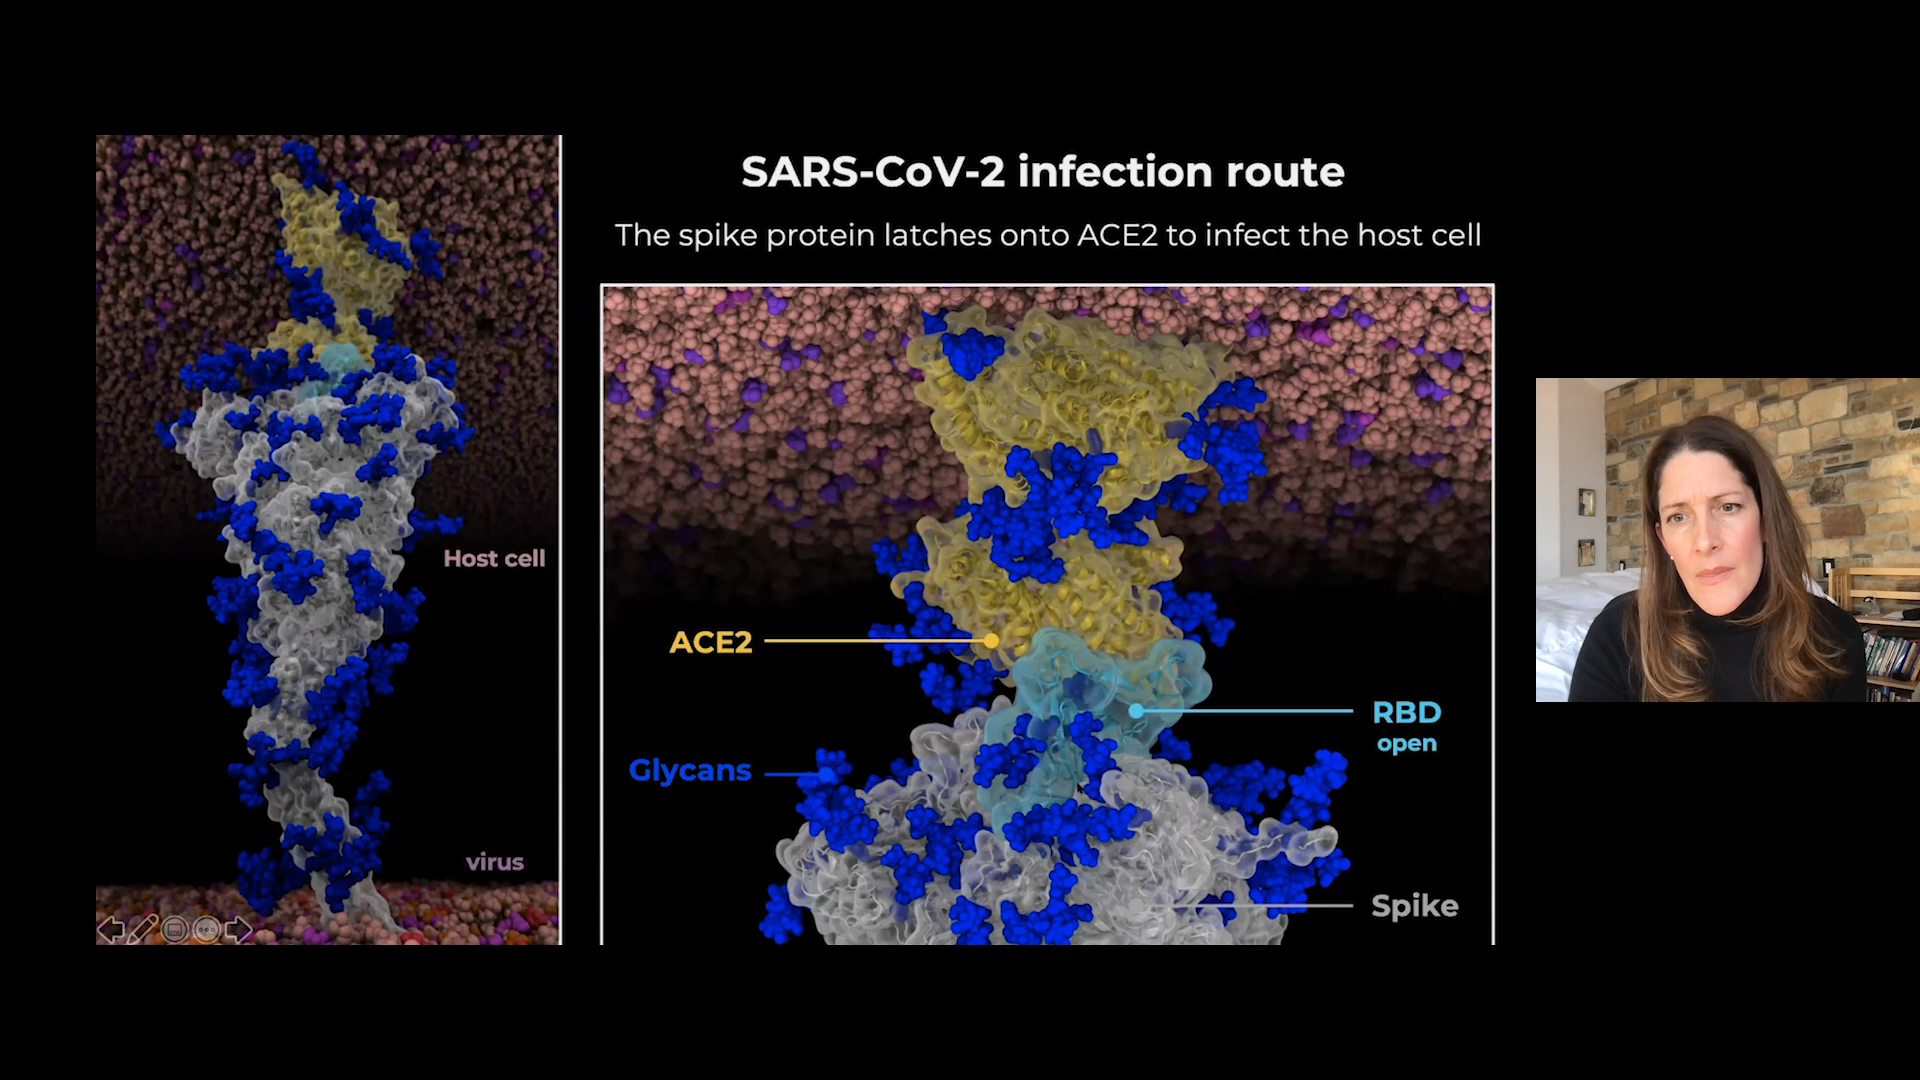 SARS-CoV-2 infection route
The spike protein latches onto ACE2 to infect the host cell
Host cell
virus
ACE2
RBD
open
Glycans
Spike